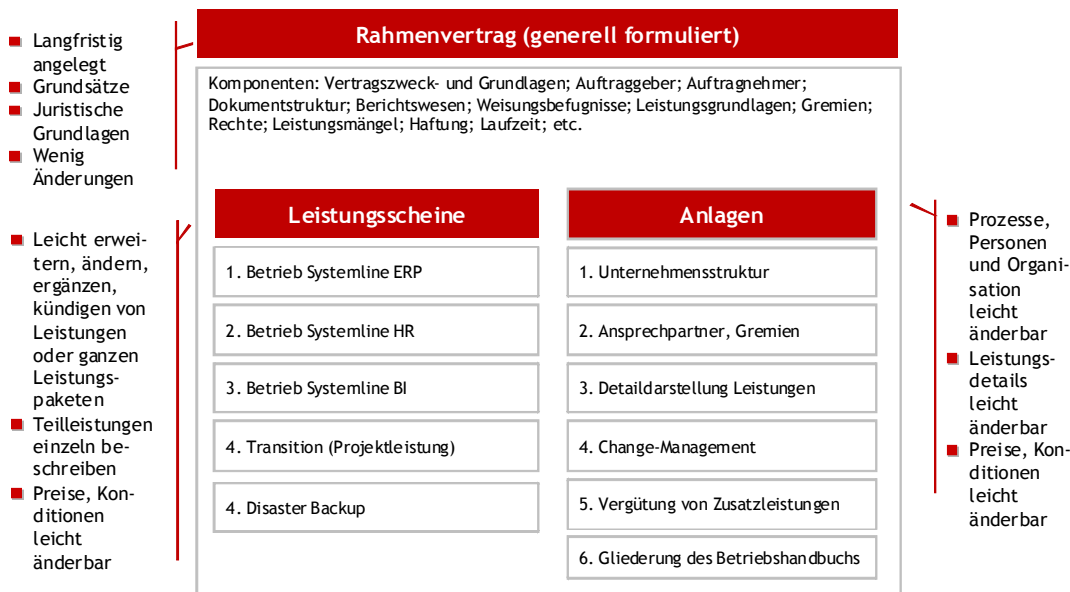 Rahmenvertrag (generell formuliert)
Langfristig
angelegt
Grundsätze
Juristische
Grundlagen
Wenig
Änderungen
Komponenten: Vertragszweck- und Grundlagen; Auftraggeber; Auftragnehmer;
Dokumentstruktur; Berichtswesen; Weisungsbefugnisse; Leistungsgrundlagen; Gremien;
Rechte; Leistungsmängel; Haftung; Laufzeit; etc.
Leicht erwei-
tern, ändern,
ergänzen,
kündigen von
Leistungen
oder ganzen
Leistungs-
paketen
Teilleistungen
einzeln be-
schreiben
Preise, Kon-
ditionen
leicht
änderbar
Leistungsscheine
1. Betrieb Systemline ERP
2. Betrieb Systemline HR
3. Betrieb Systemline BI
4. Transition (Projektleistung)
4. Disaster Backup
Anlagen
1. Unternehmensstruktur
2. Ansprechpartner, Gremien
3. Detaildarstellung Leistungen
4. Change-Management
5. Vergütung von Zusatzleistungen
6. Gliederung des Betriebshandbuchs
Prozesse,
Personen
und Organi-
sation
leicht
änderbar
Leistungs-
details
leicht
änderbar
Preise, Kon-
ditionen
leicht
änderbar